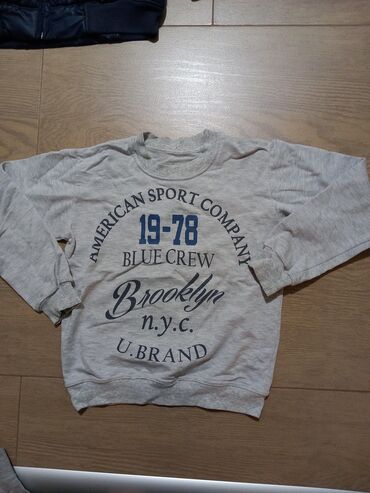 AMERICAN SPORT COMPANY
19-78
BLUE CREW
Brooklyn
n.y.c.
U.BRAND